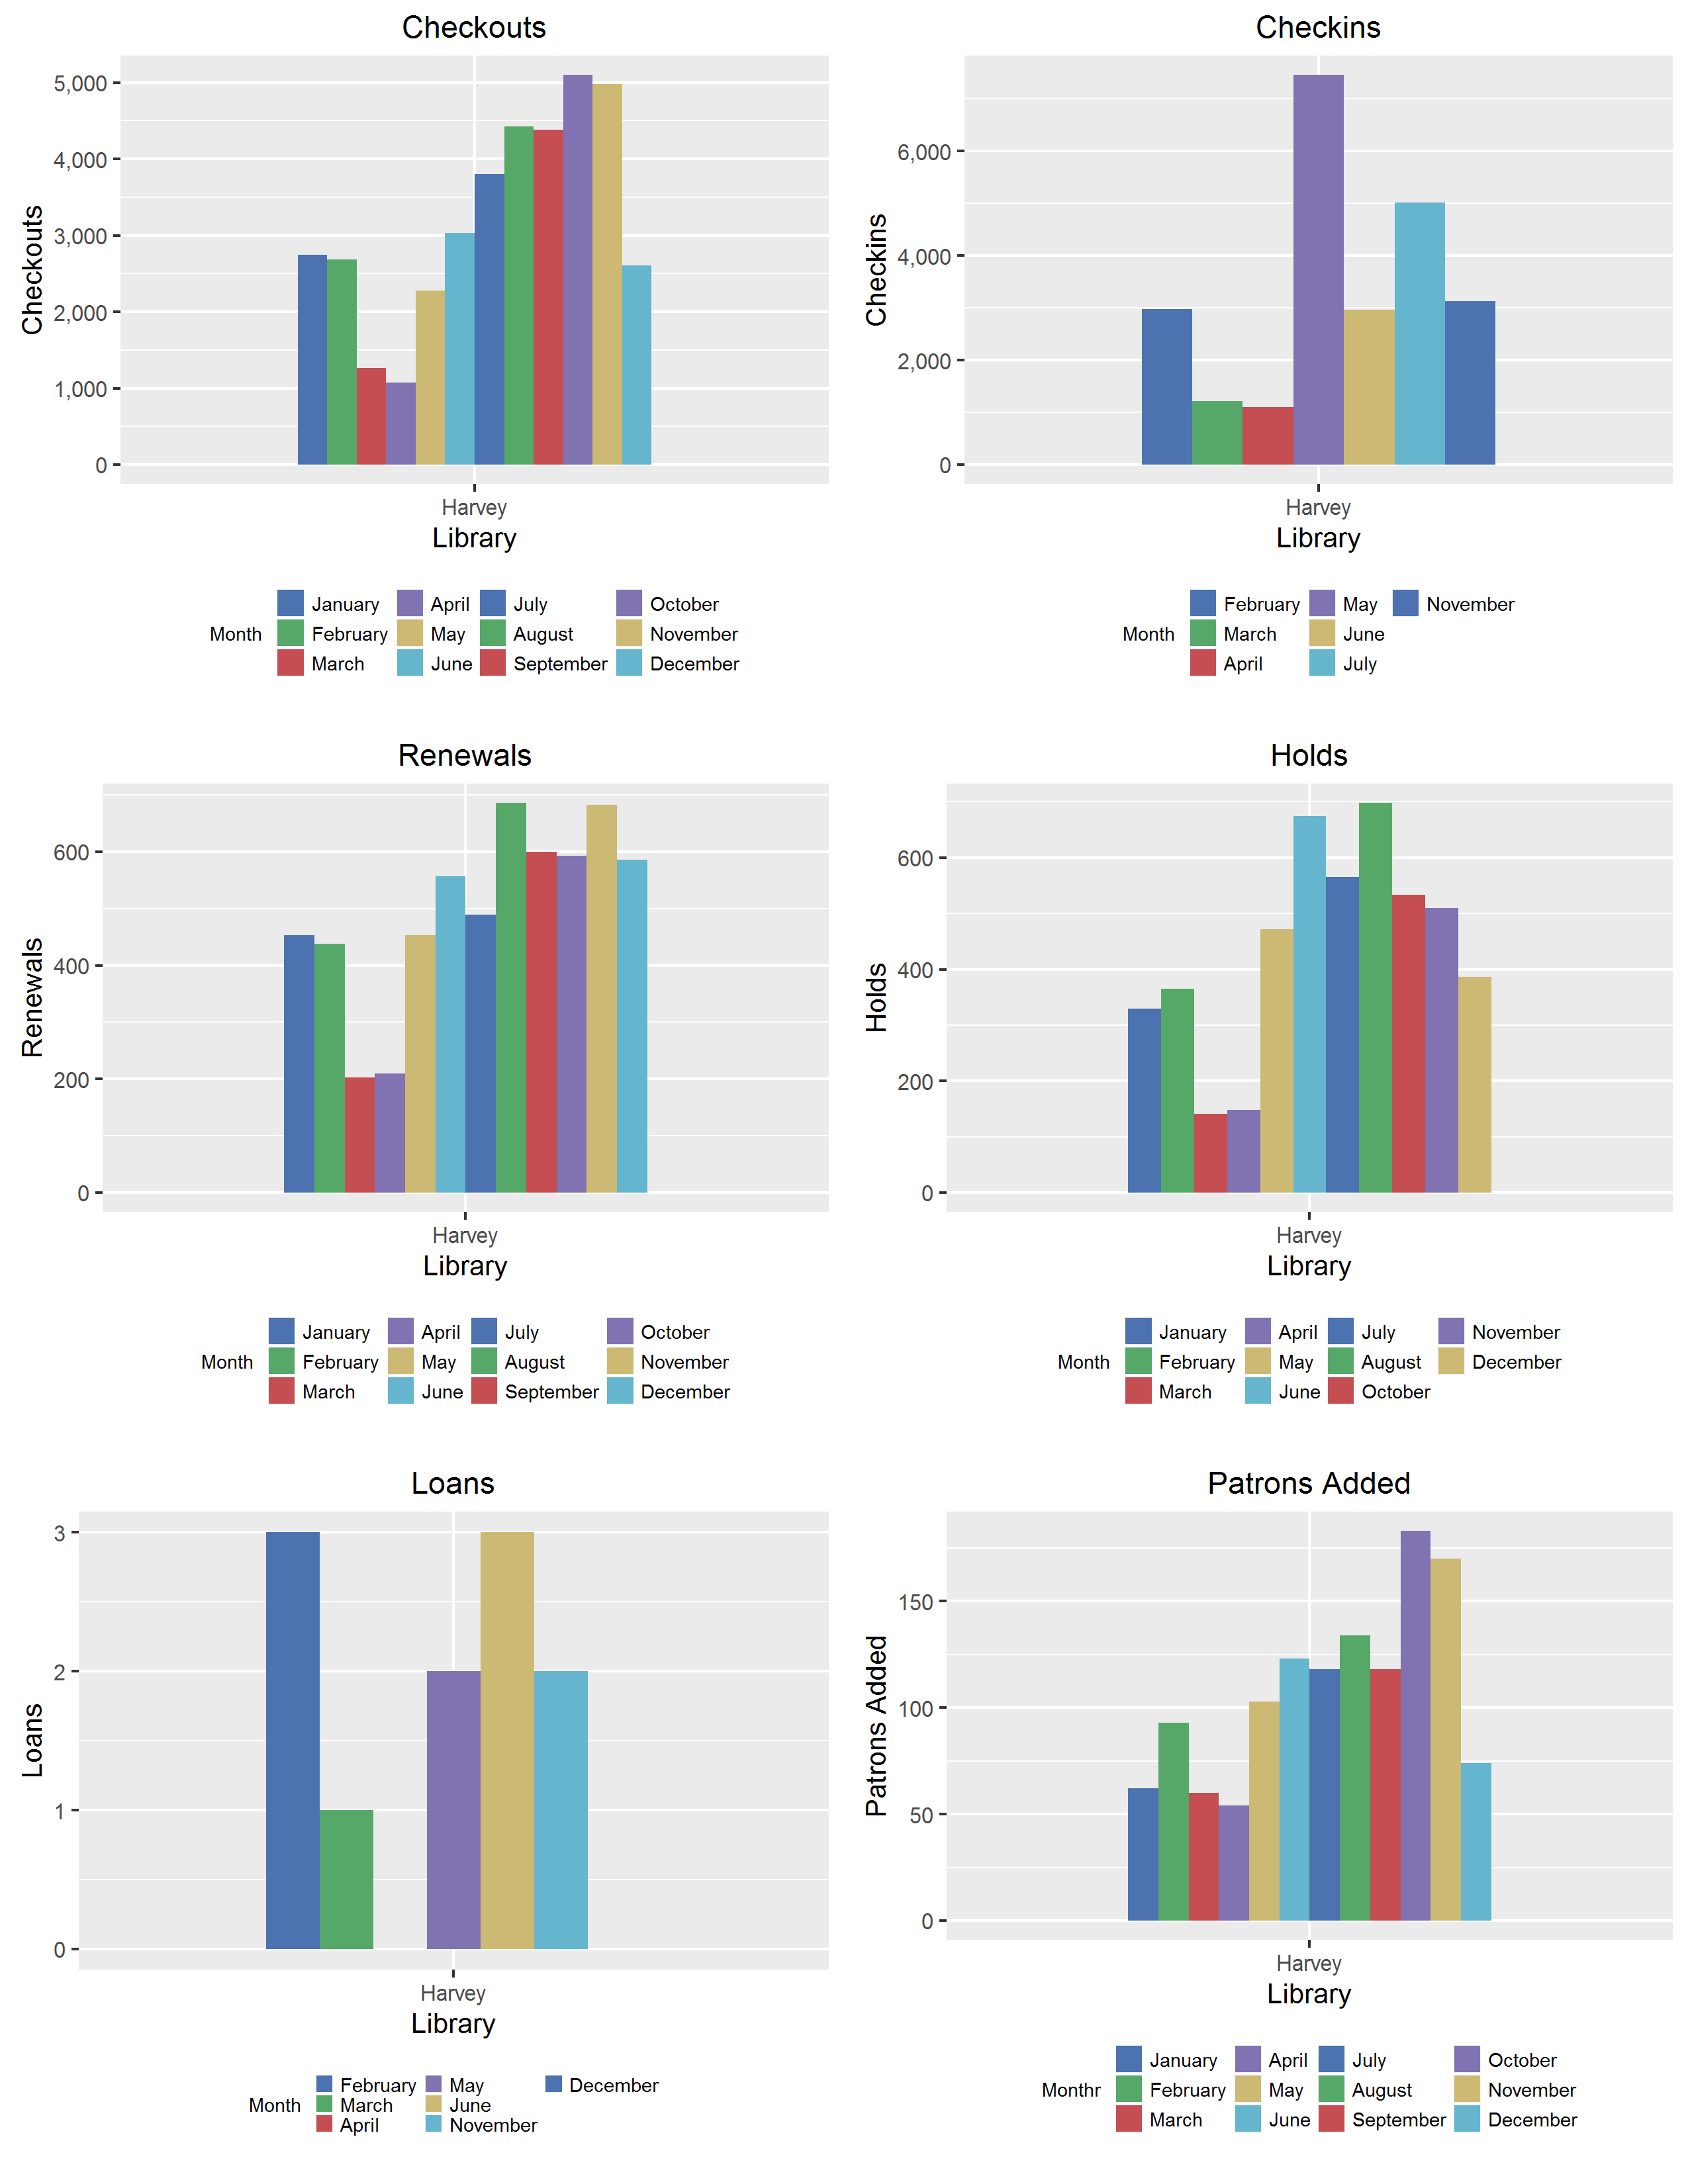 Checkouts
Checkouts
5,000
4,000
3,000
2,000
1,000
0
Harvey
Library
Month
January
April
July
October
February
May
August
November
March
June
September
December
Checkins
Checkins
6,000
4,000
2,000
0
Harvey
Library
Month
February
May
November
March
June
April
July
Renewals
Renewals
600
400
200
0
Harvey
Library
Month
January
April
July
October
February
May
August
November
March
June
September
December
Holds
Holds
600
400
200
0
Harvey
Library
Month
January
April
July
November
February
May
August
December
March
June
October
Loans
Loans
3
2
1
0
Harvey
Library
Month
February
May
December
March
June
April
November
Patrons Added
Patrons Added
150
100
50
0
Harvey
Library
Monthr
January
April
July
October
February
May
August
November
March
June
September
December